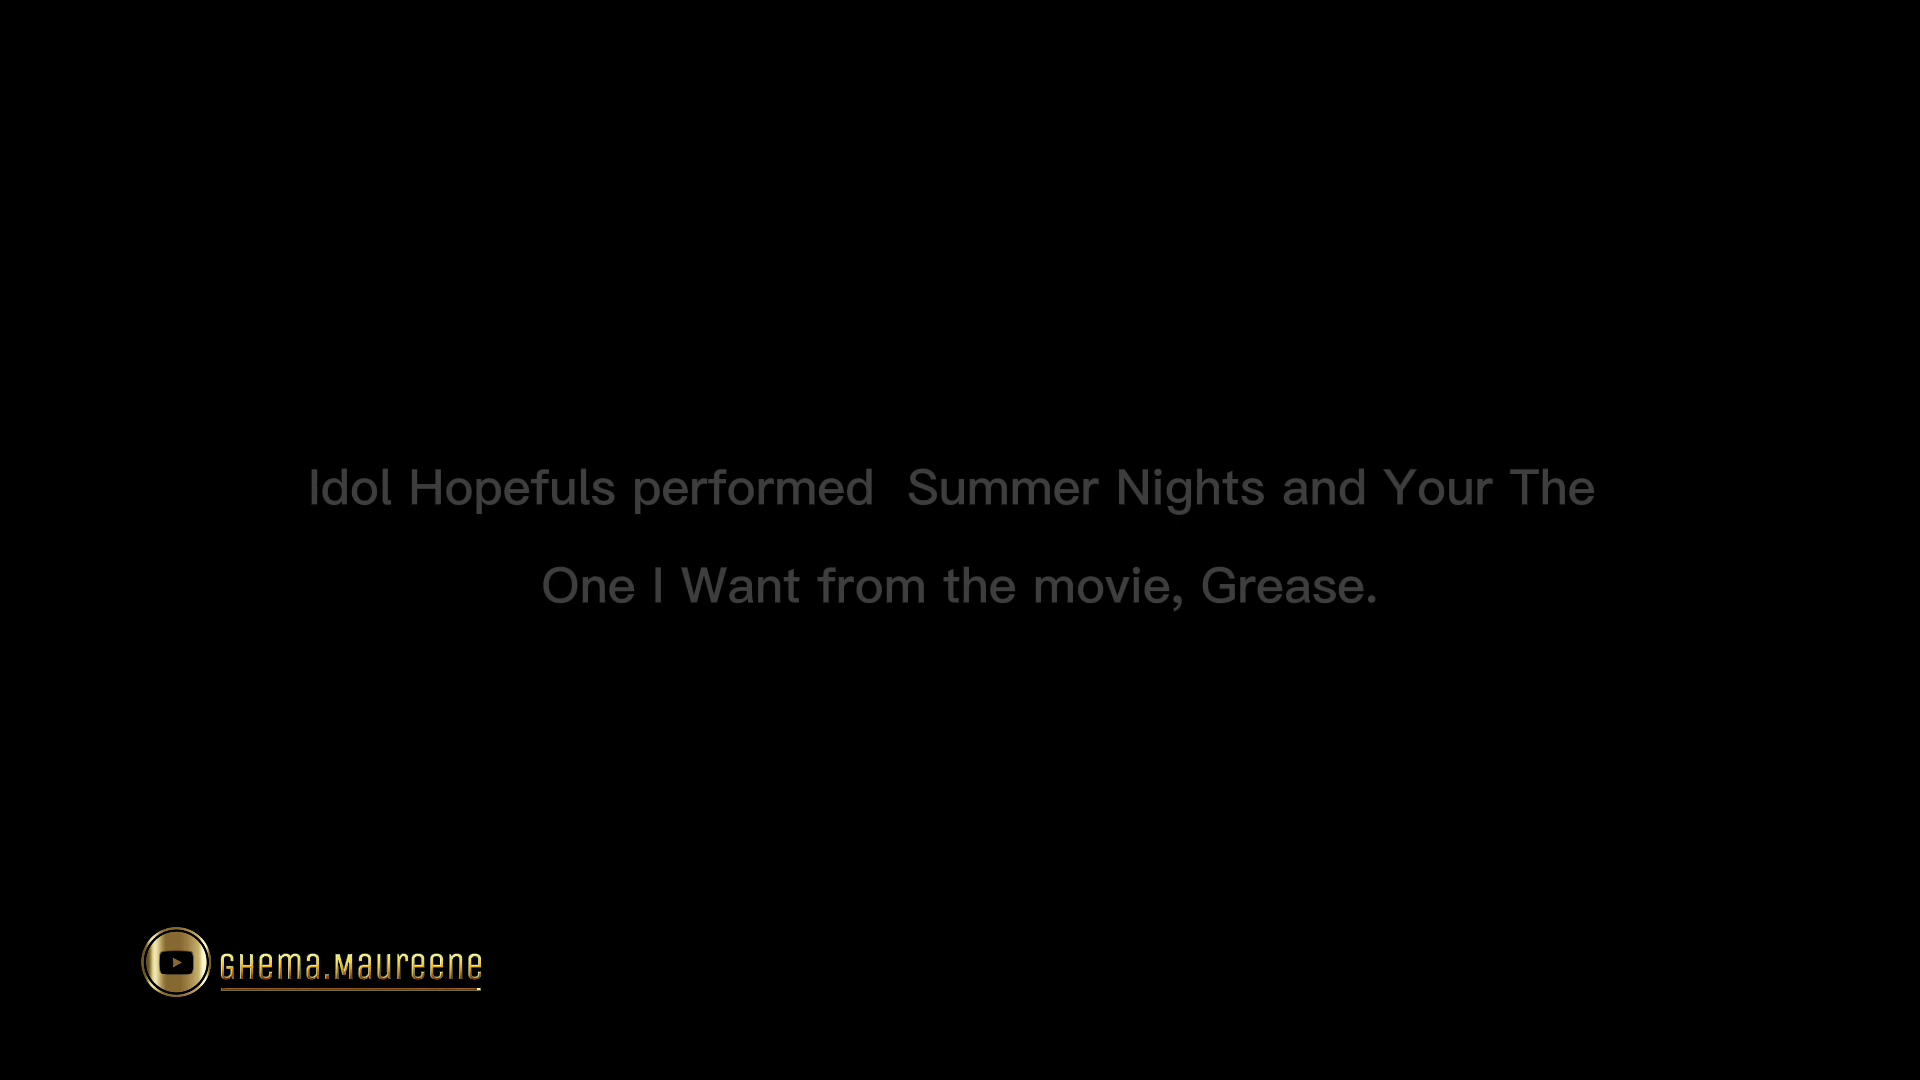 Idol Hopefuls performed  Summer Nights and Your The
One I Want from the movie, Grease.
GHema.Maureene